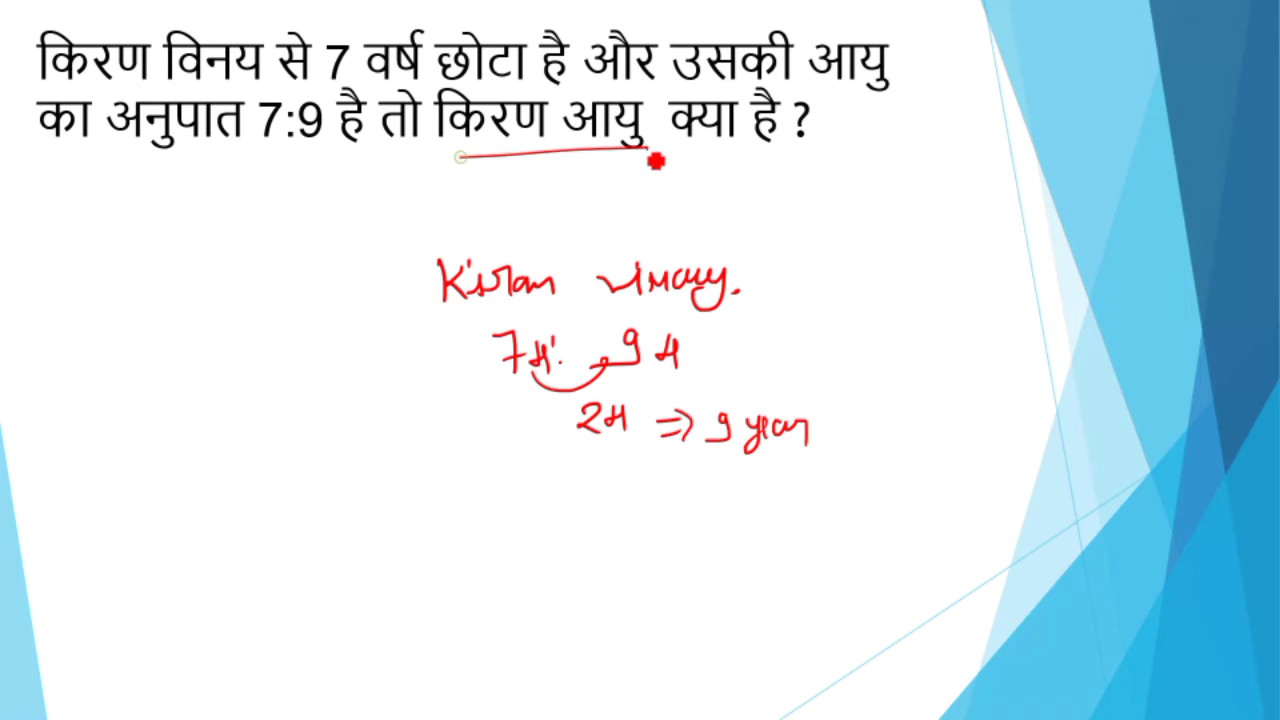 किरण विनय से 7 वर्ष छोटा है और उसकी आयु
का अनुपात 7:9 है तो किरण आयु क्या है ?
Kiran vinay.
7x : 9x
2x ⇒ 9 year